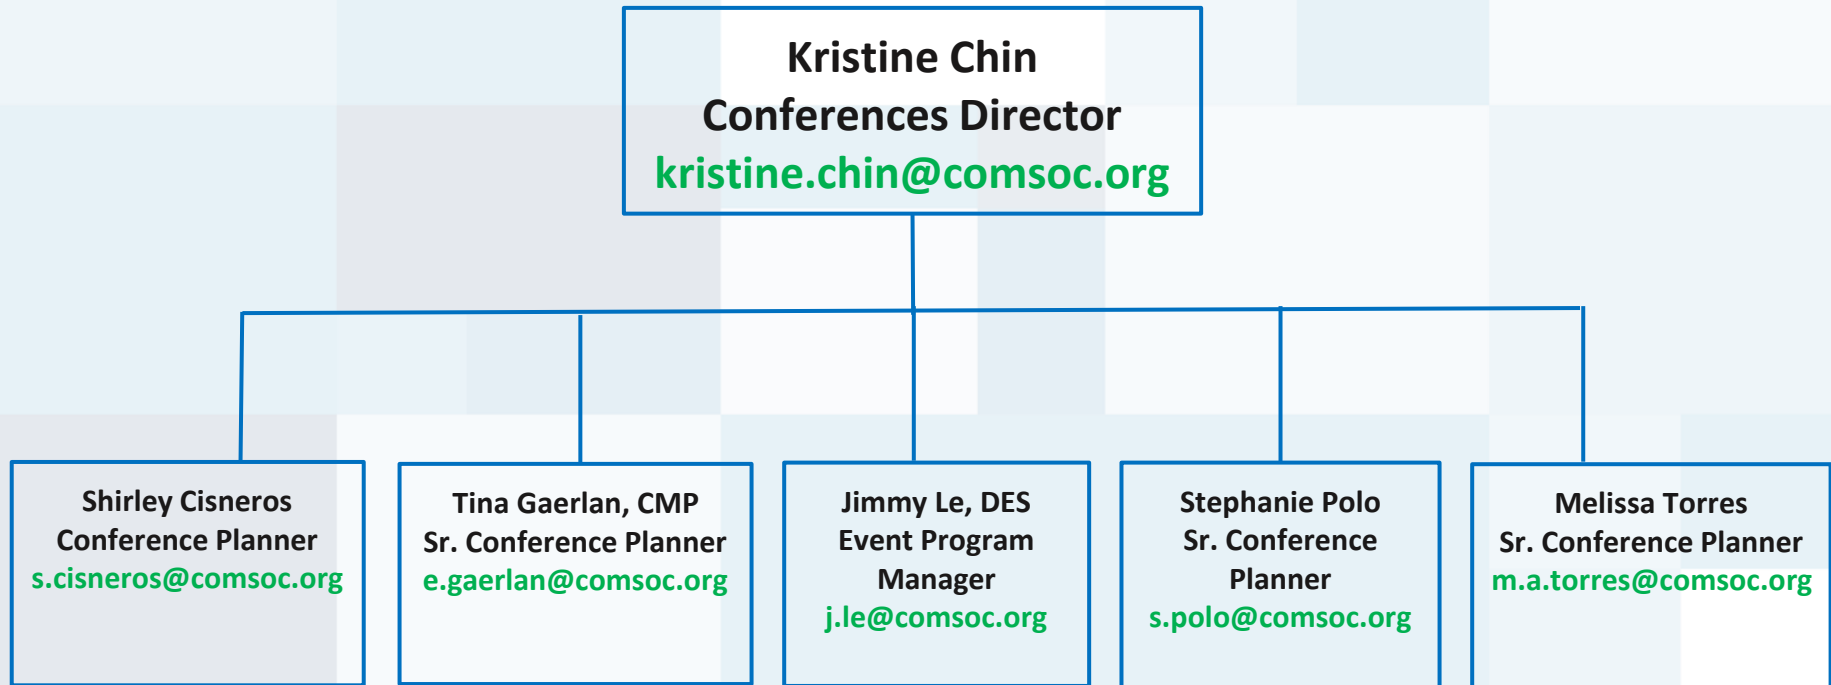 Kristine Chin
Conferences Director
kristine.chin@comsoc.org
Shirley Cisneros
Conference Planner
s.cisneros@comsoc.org
Tina Gaerlan, CMP
Sr. Conference Planner
e.gaerlan@comsoc.org
Jimmy Le, DES
Event Program
Manager
j.le@comsoc.org
Stephanie Polo
Sr. Conference
Planner
s.polo@comsoc.org
Melissa Torres
Sr. Conference Planner
m.a.torres@comsoc.org